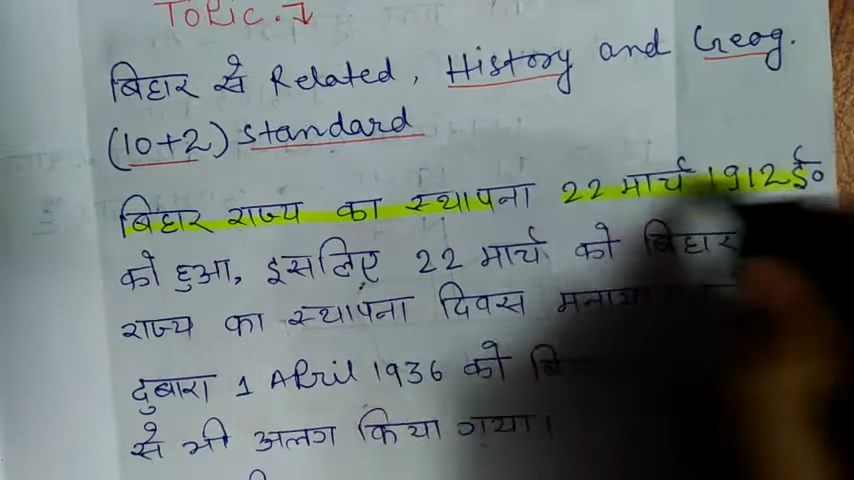 Topic.↓
बिहार से Related, History and Geog.
(10+2) standard
बिहार राज्य का स्थापना 22 मार्च 1912 ई०
को हुआ, इसलिए 22 मार्च को बिहार
राज्य का स्थापना दिवस मनाया
दुबारा 1 April 1936 को
से भी अलग किया गया।